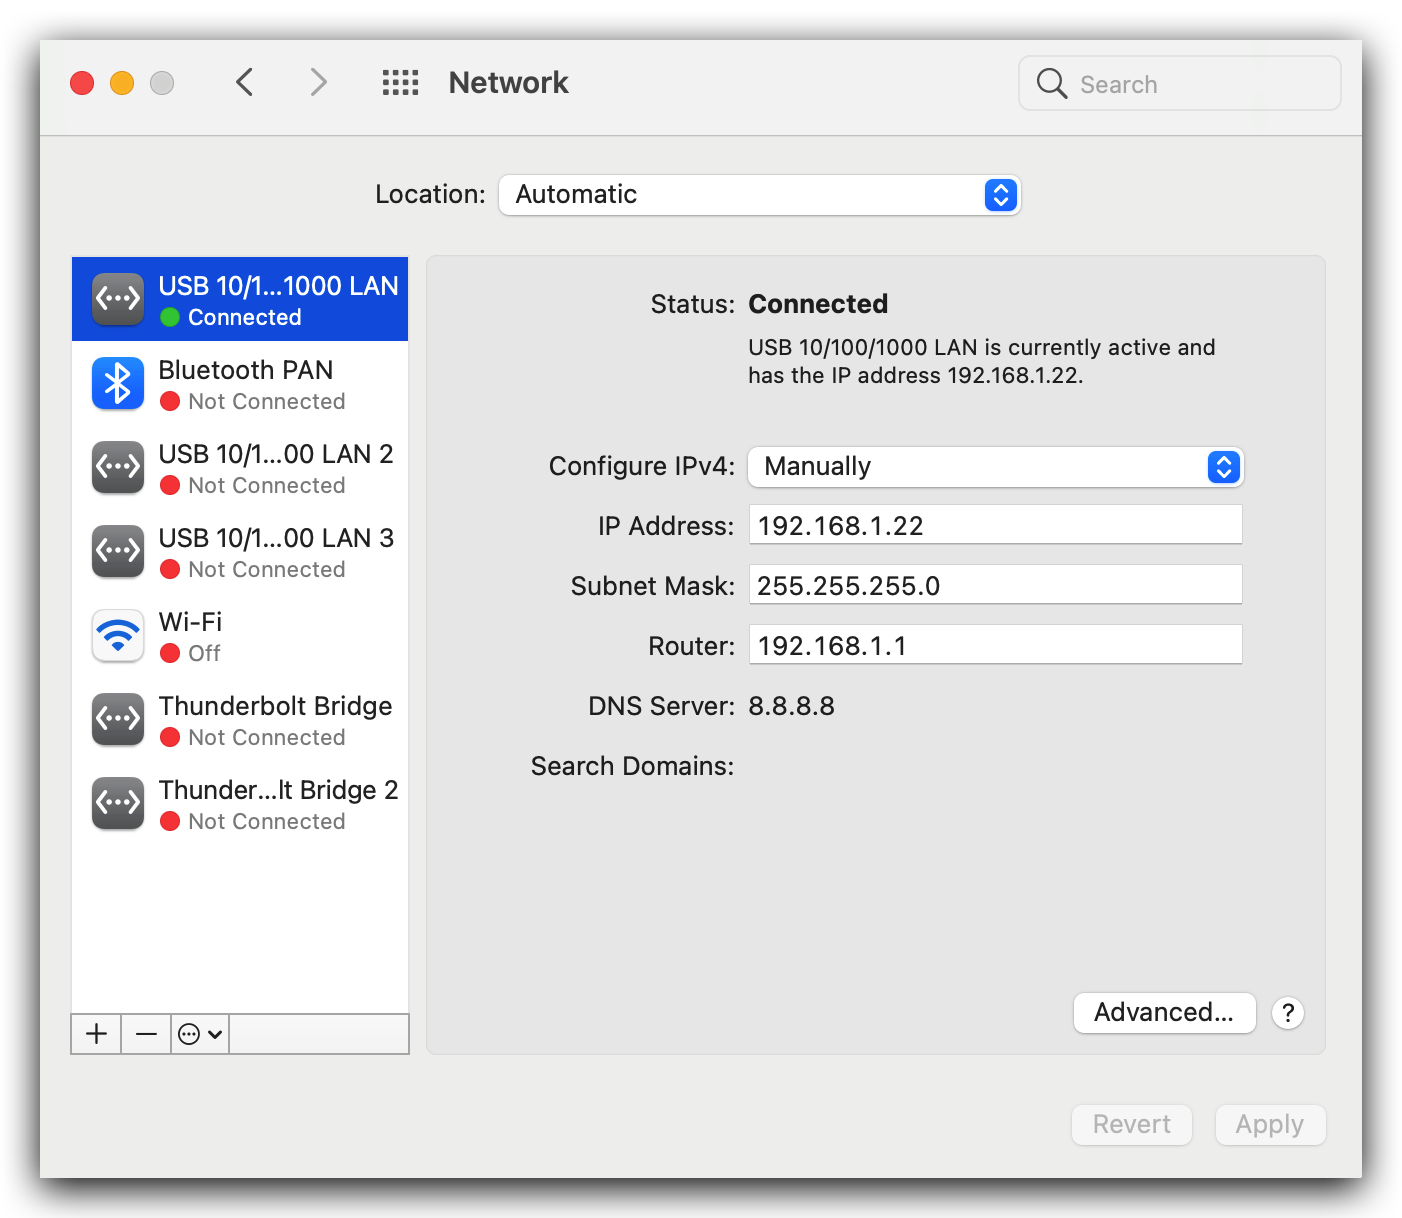 Network
Search
Location: Automatic
USB 10/1...1000 LAN
Connected
Bluetooth PAN
Not Connected
USB 10/1...00 LAN 2
Not Connected
USB 10/1...00 LAN 3
Not Connected
Wi-Fi
Off
Thunderbolt Bridge
Not Connected
Thunder...lt Bridge 2
Not Connected
Status: Connected
USB 10/100/1000 LAN is currently active and
has the IP address 192.168.1.22.
Configure IPv4: Manually
IP Address: 192.168.1.22
Subnet Mask: 255.255.255.0
Router: 192.168.1.1
DNS Server: 8.8.8.8
Search Domains:
Advanced... ?
Revert Apply